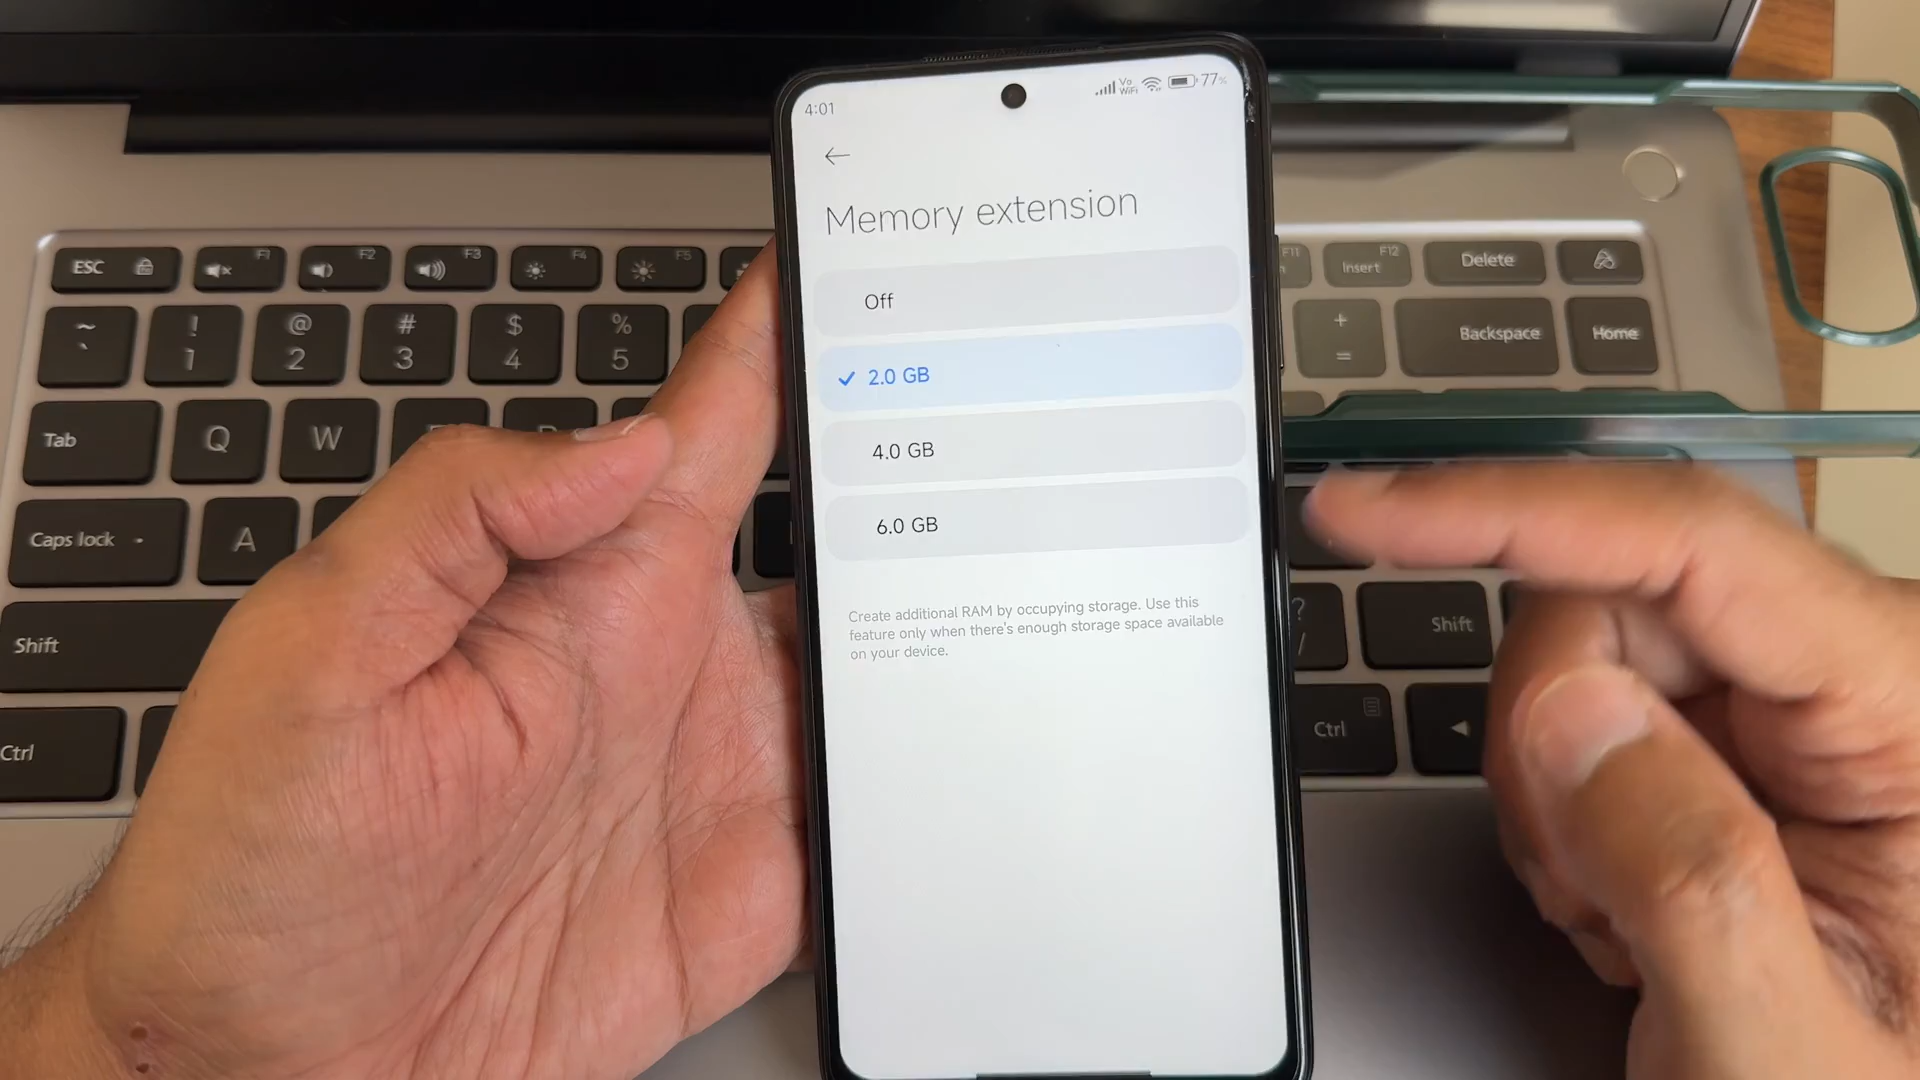 4:01
Vo
WiFi
77%
Memory extension
Off
2.0 GB
4.0 GB
6.0 GB
Create additional RAM by occupying storage. Use this
feature only when there's enough storage space available
on your device.
ESC
F1
F2
F3
F4
F5
F11
F12
Insert
Delete
~
`
!
1
@
2
#
3
$
4
%
5
+
=
Backspace
Home
Tab
Q
W
Caps lock
A
Shift
?
/
Shift
Ctrl
Ctrl